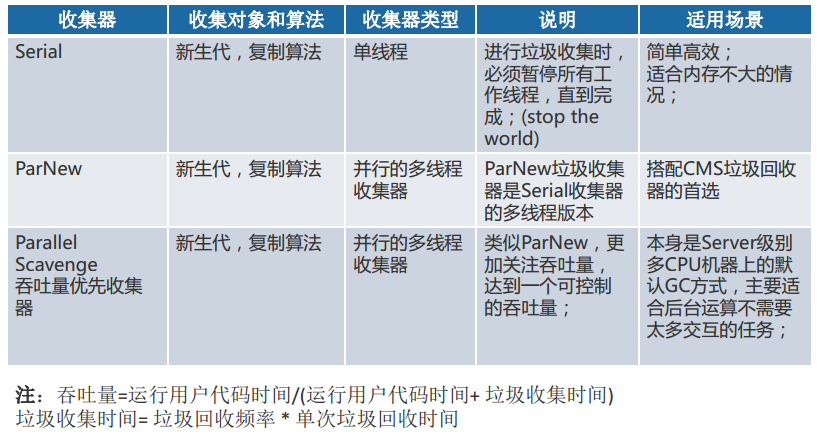 收集器
收集对象和算法
收集器类型
说明
适用场景
Serial
新生代，复制算法
单线程
进行垃圾收集时，
必须暂停所有工
作线程，直到完
成；(stop the
world)
简单高效；
适合内存不大的情
况；
ParNew
新生代，复制算法
并行的多线程
收集器
ParNew垃圾收集
器是Serial收集器
的多线程版本
搭配CMS垃圾回收
器的首选
Parallel
Scavenge
吞吐量优先收集
器
新生代，复制算法
并行的多线程
收集器
类似ParNew，更
加关注吞吐量，
达到一个可控制
的吞吐量；
本身是Server级别
多CPU机器上的默
认GC方式，主要适
合后台运算不需要
太多交互的任务；
注：吞吐量=运行用户代码时间/(运行用户代码时间+ 垃圾收集时间)
垃圾收集时间= 垃圾回收频率 * 单次垃圾回收时间